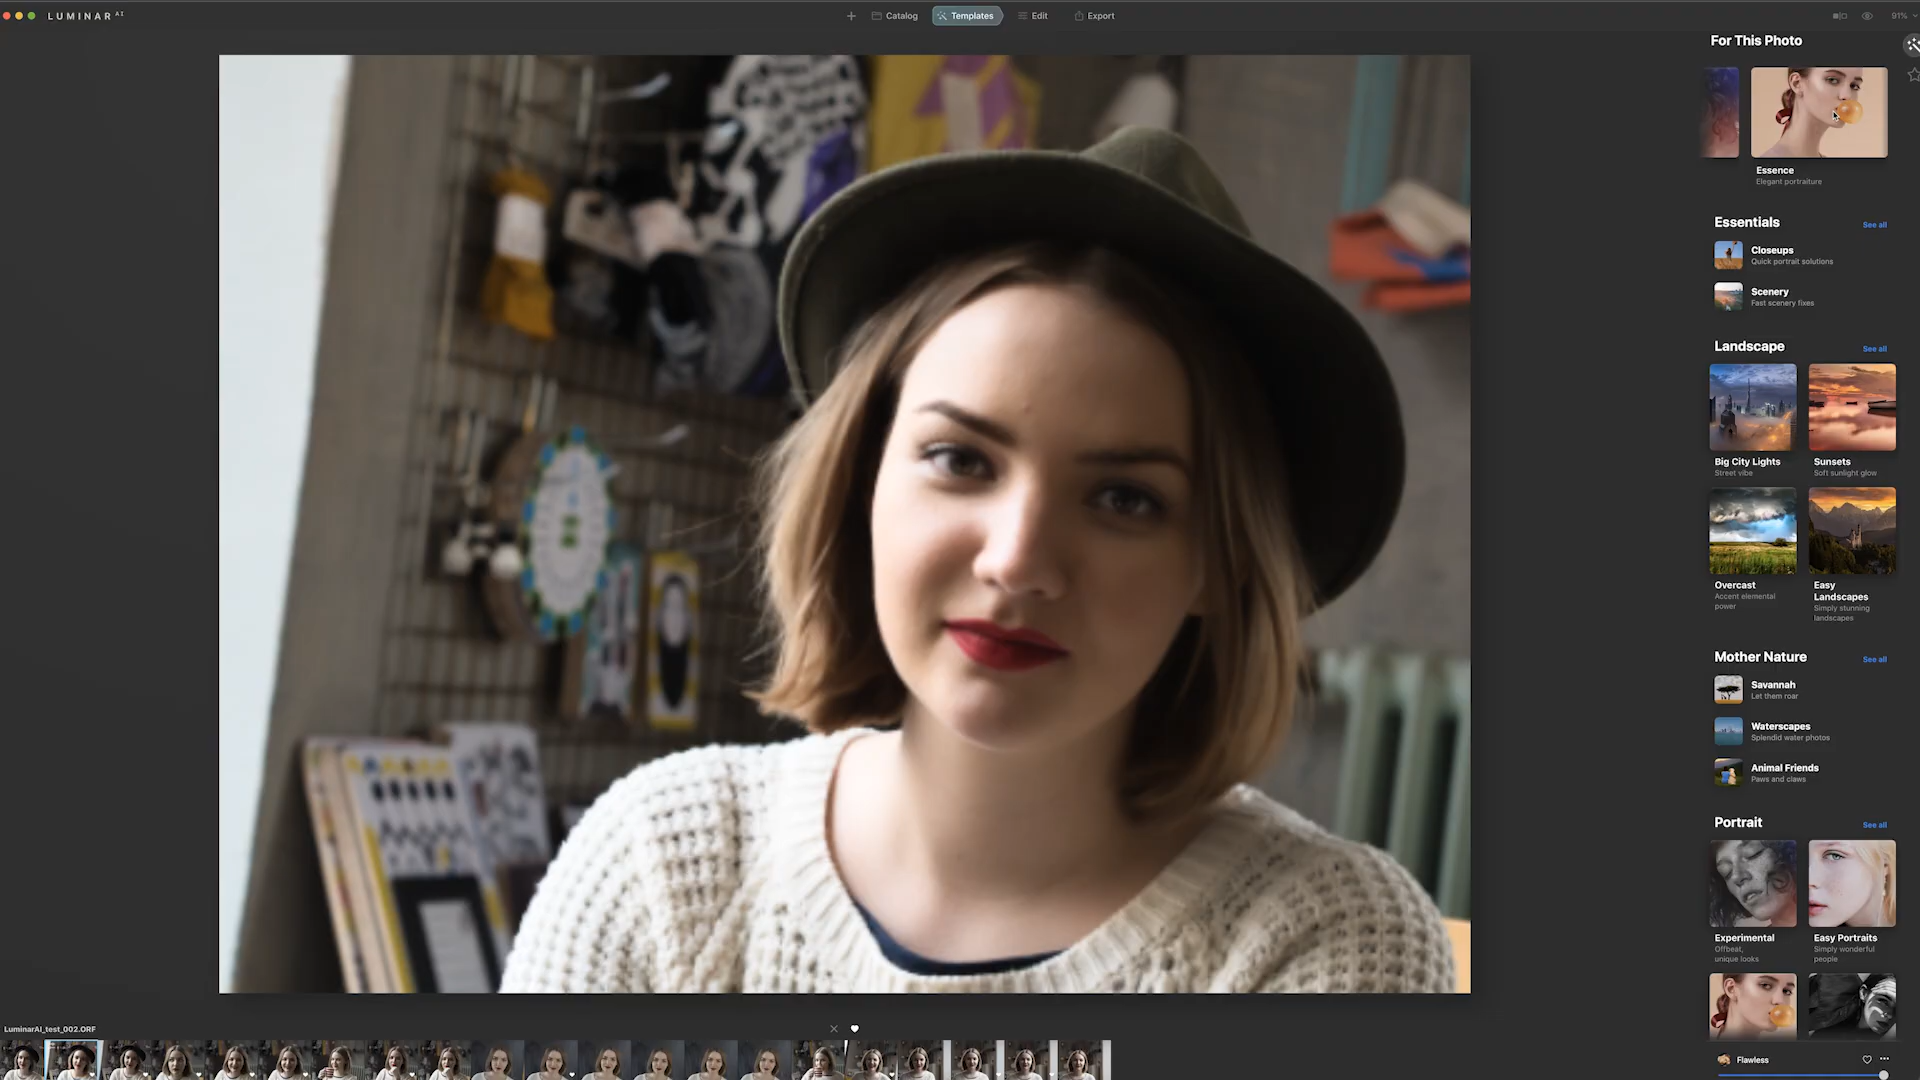 LUMINAR AI
Catalog
Templates
Edit
Export
91%
For This Photo
Essence
Elegant portraiture
Essentials
See all
Closeups
Quick portrait solutions
Scenery
Fast scenery fixes
Landscape
See all
Big City Lights
Street vibe
Sunsets
Soft sunlight glow
Overcast
Accent elemental
power
Easy
Landscapes
Simply stunning
landscapes
Mother Nature
See all
Savannah
Let them roar
Waterscapes
Splendid water photos
Animal Friends
Paws and claws
Portrait
See all
Experimental
Offbeat,
unique looks
Easy Portraits
Simply wonderful
people
LuminarAI_test_002.ORF
Flawless